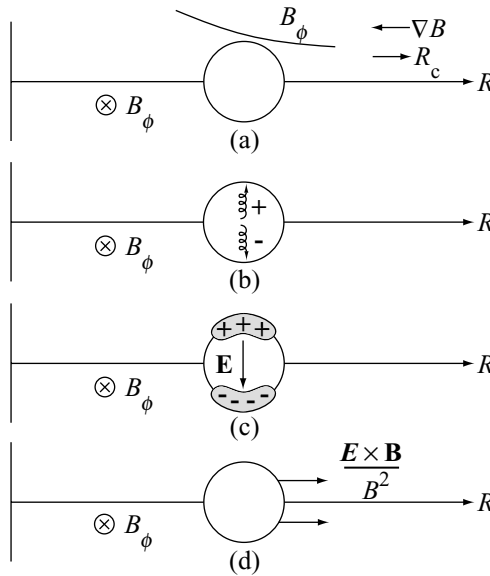 B_ϕ
∇B
R_c
R
⊗ B_ϕ
(a)
R
+
-
⊗ B_ϕ
(b)
+ + +
E
R
- - - -
⊗ B_ϕ
(c)
E × B
B²
R
⊗ B_ϕ
(d)